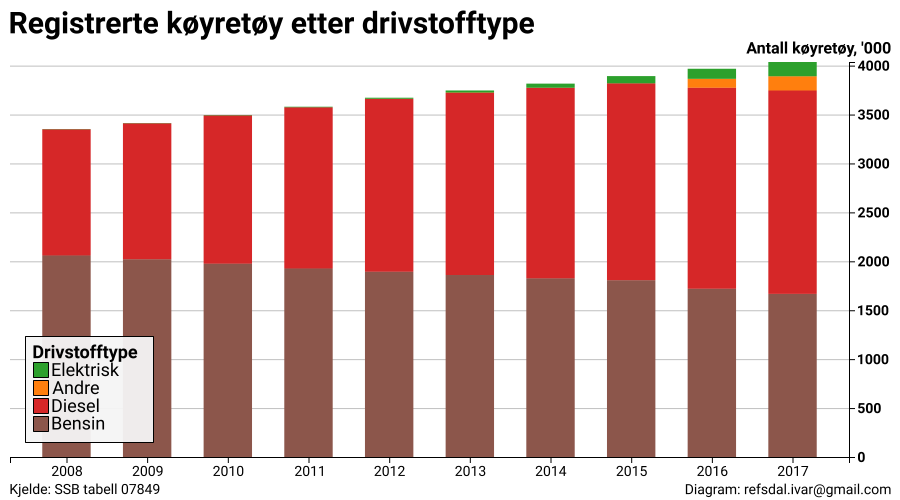 Registrerte køyretøy etter drivstofftype
Antall køyretøy, '000
4000
3500
3000
2500
2000
1500
1000
500
0
Drivstofftype
Elektrisk
Andre
Diesel
Bensin
2008 2009 2010 2011 2012 2013 2014 2015 2016 2017
Kjelde: SSB tabell 07849
Diagram: refsdal.ivar@gmail.com